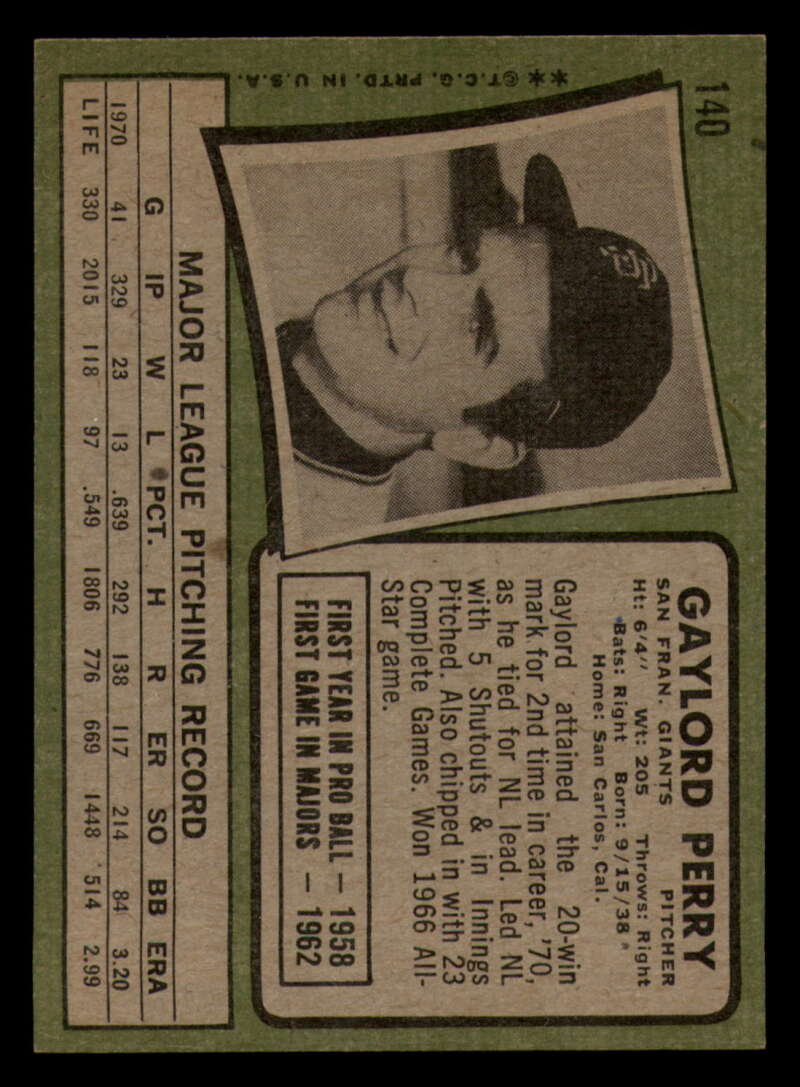 140
**©T.C.G. PRTD. IN U.S.A.
SF
GAYLORD PERRY
SAN FRAN. GIANTS PITCHER
Ht: 6'4" Wt: 205 Throws: Right
Bats: Right Born: 9/15/38
Home: San Carlos, Cal.
Gaylord attained the 20-win
mark for 2nd time in career, '70,
as he tied for NL lead. Led NL
with 5 Shutouts & in Innings
Pitched. Also chipped in with 23
Complete Games. Won 1966 All-
Star game.
FIRST YEAR IN PRO BALL — 1958
FIRST GAME IN MAJORS — 1962
MAJOR LEAGUE PITCHING RECORD
G IP W L PCT. H R ER SO BB ERA
1970 41 329 23 13 .639 292 138 117 214 84 3.20
LIFE 330 2015 118 97 .549 1806 776 669 1448 514 2.99